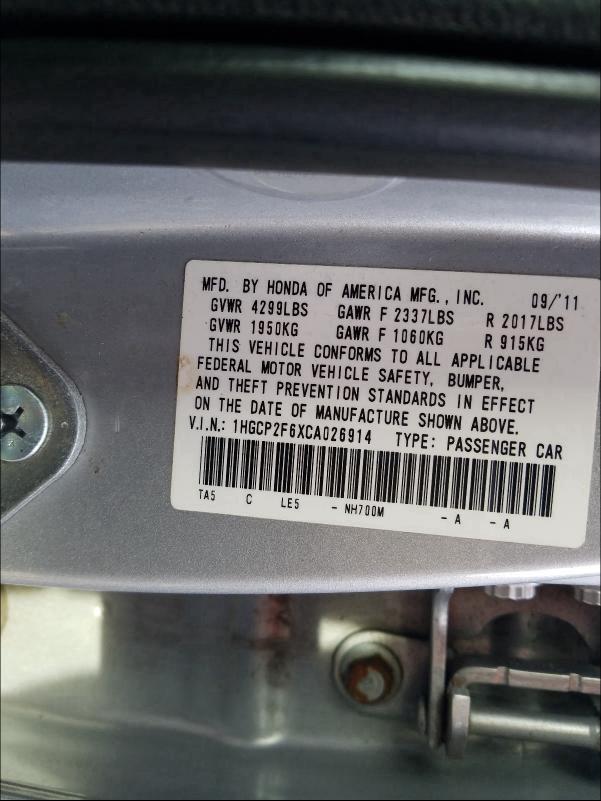 MFD. BY HONDA OF AMERICA MFG., INC. 09/'11
GVWR 4299LBS GAWR F 2337LBS R 2017LBS
GVWR 1950KG GAWR F 1060KG R 915KG
THIS VEHICLE CONFORMS TO ALL APPLICABLE
FEDERAL MOTOR VEHICLE SAFETY, BUMPER,
AND THEFT PREVENTION STANDARDS IN EFFECT
ON THE DATE OF MANUFACTURE SHOWN ABOVE.
V.I.N.: 1HGCP2F6XCA026914 TYPE: PASSENGER CAR
TA5 C LE5 - NH700M - A - A